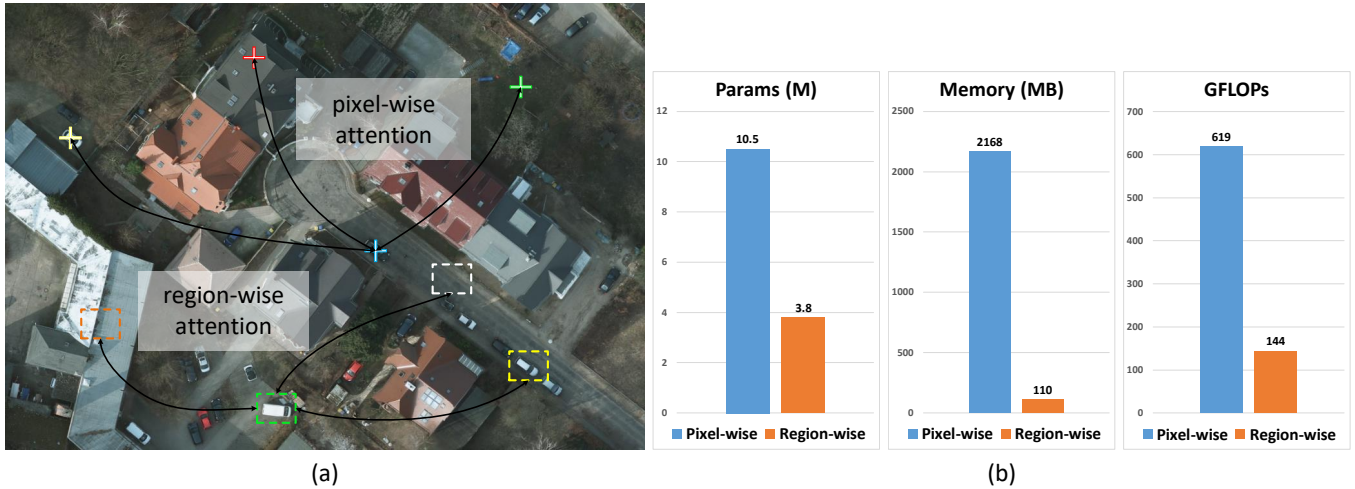 pixel-wise
attention
region-wise
attention
(a)
Params (M)
12
10
8
6
4
2
0
10.5
3.8
Pixel-wise Region-wise
Memory (MB)
2500
2000
1500
1000
500
0
2168
110
Pixel-wise Region-wise
GFLOPs
700
600
500
400
300
200
100
0
619
144
Pixel-wise Region-wise
(b)